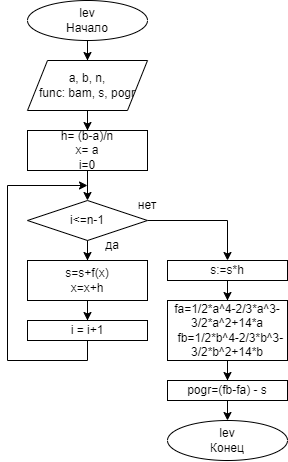 lev
Начало
a, b, n,
func: bam, s, pogr
h= (b-a)/n
x= a
i=0
i<=n-1
нет
да
s=s+f(x)
x=x+h
i = i+1
s:=s*h
fa=1/2*a^4-2/3*a^3-
3/2*a^2+14*a
fb=1/2*b^4-2/3*b^3-
3/2*b^2+14*b
pogr=(fb-fa) - s
lev
Конец